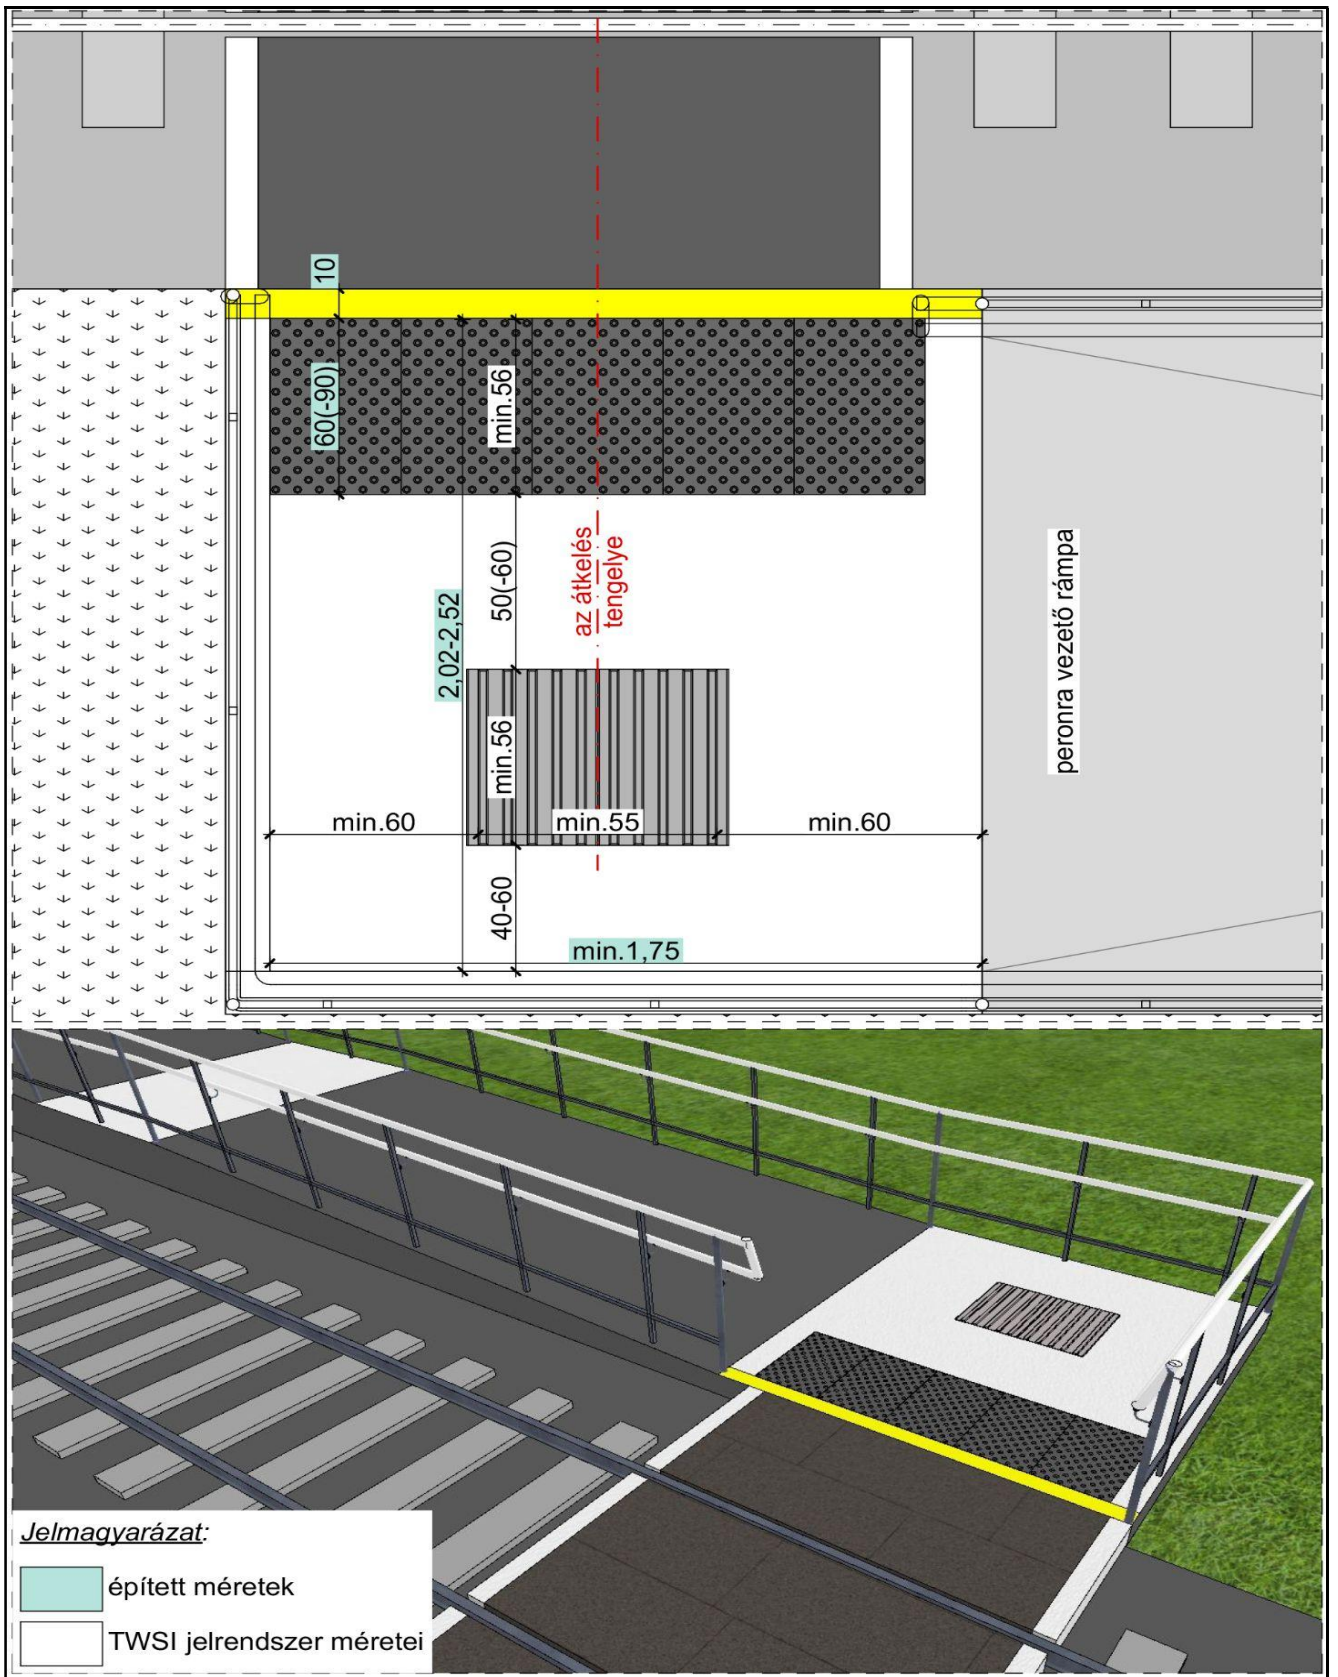 10
60(-90)
min.56
50(-60)
az átkelés
tengelye
2,02-2,52
peronra vezető rámpa
min.56
min.60
min.55
min.60
40-60
min.1,75
Jelmagyarázat:
épített méretek
TWSI jelrendszer méretei